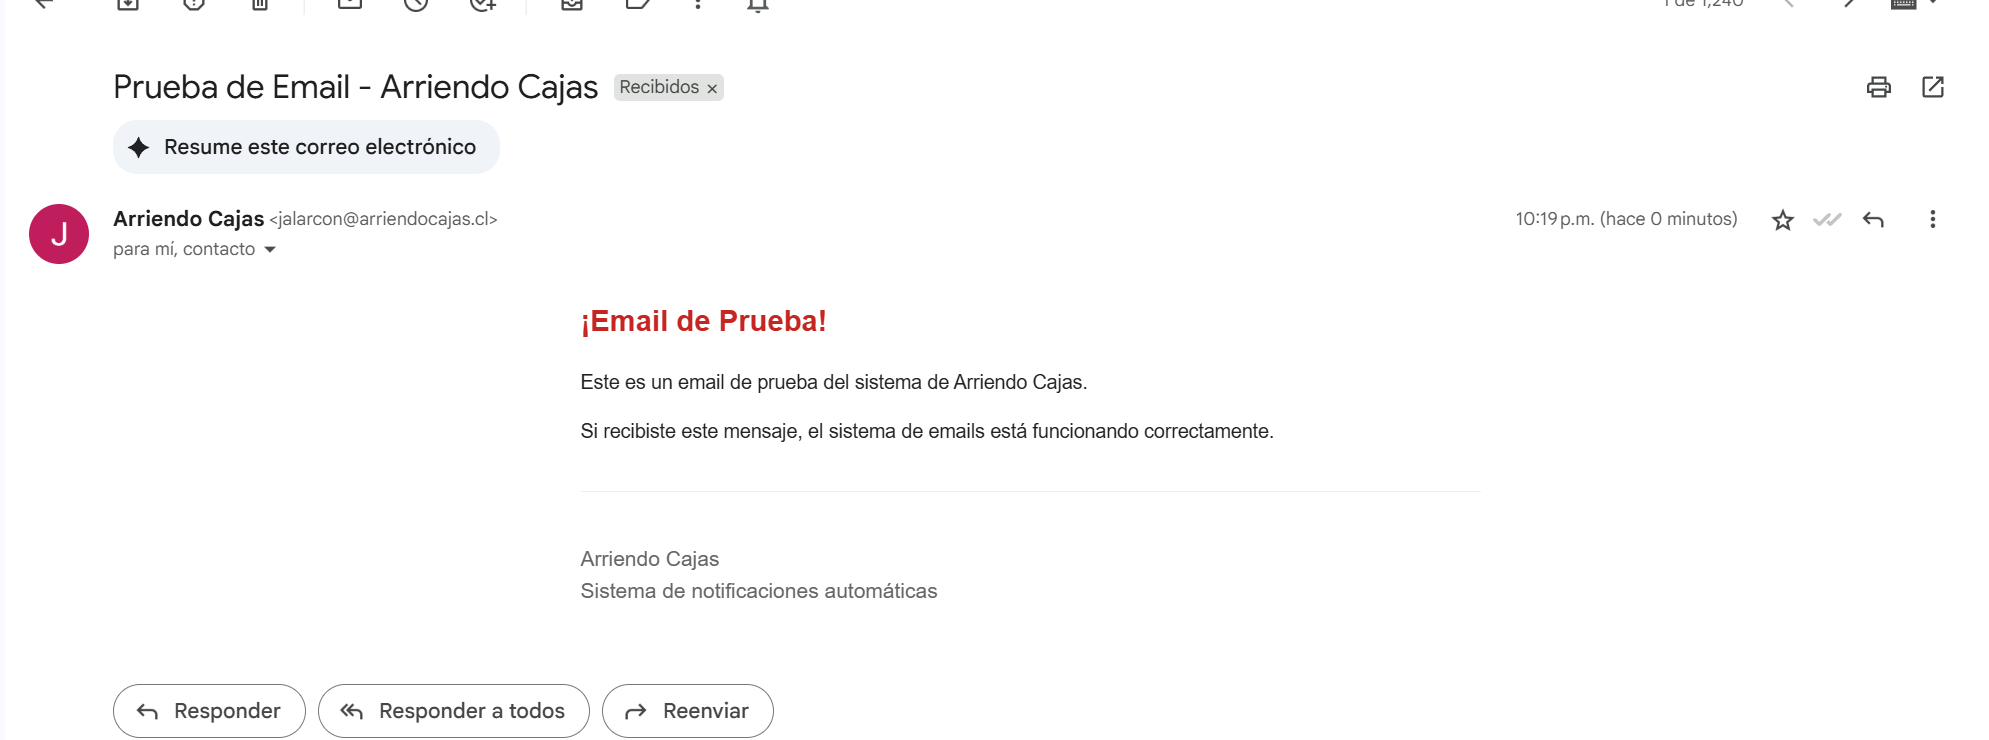 1 de 1,240
Prueba de Email - Arriendo Cajas Recibidos ×
Resume este correo electrónico
J
Arriendo Cajas <jalarcon@arriendocajas.cl> 10:19 p.m. (hace 0 minutos)
para mí, contacto
¡Email de Prueba!
Este es un email de prueba del sistema de Arriendo Cajas.
Si recibiste este mensaje, el sistema de emails está funcionando correctamente.
Arriendo Cajas
Sistema de notificaciones automáticas
Responder Responder a todos Reenviar